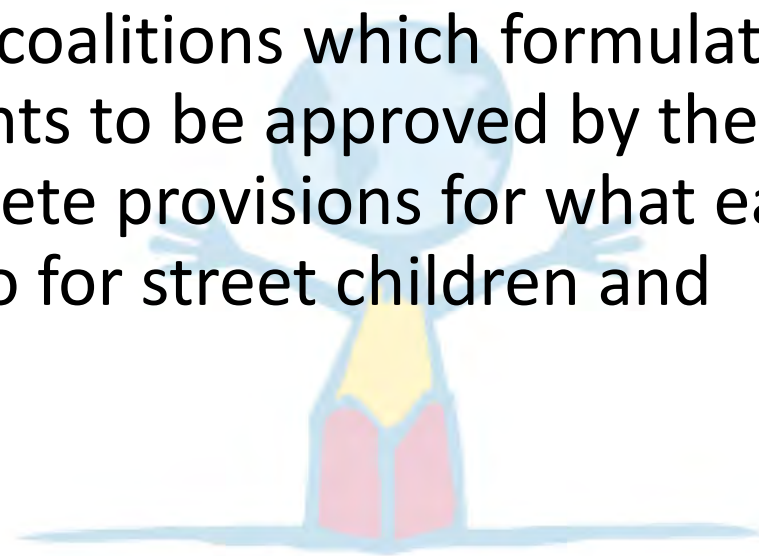 coalitions which formulat
nts to be approved by the
ete provisions for what ea
o for street children and